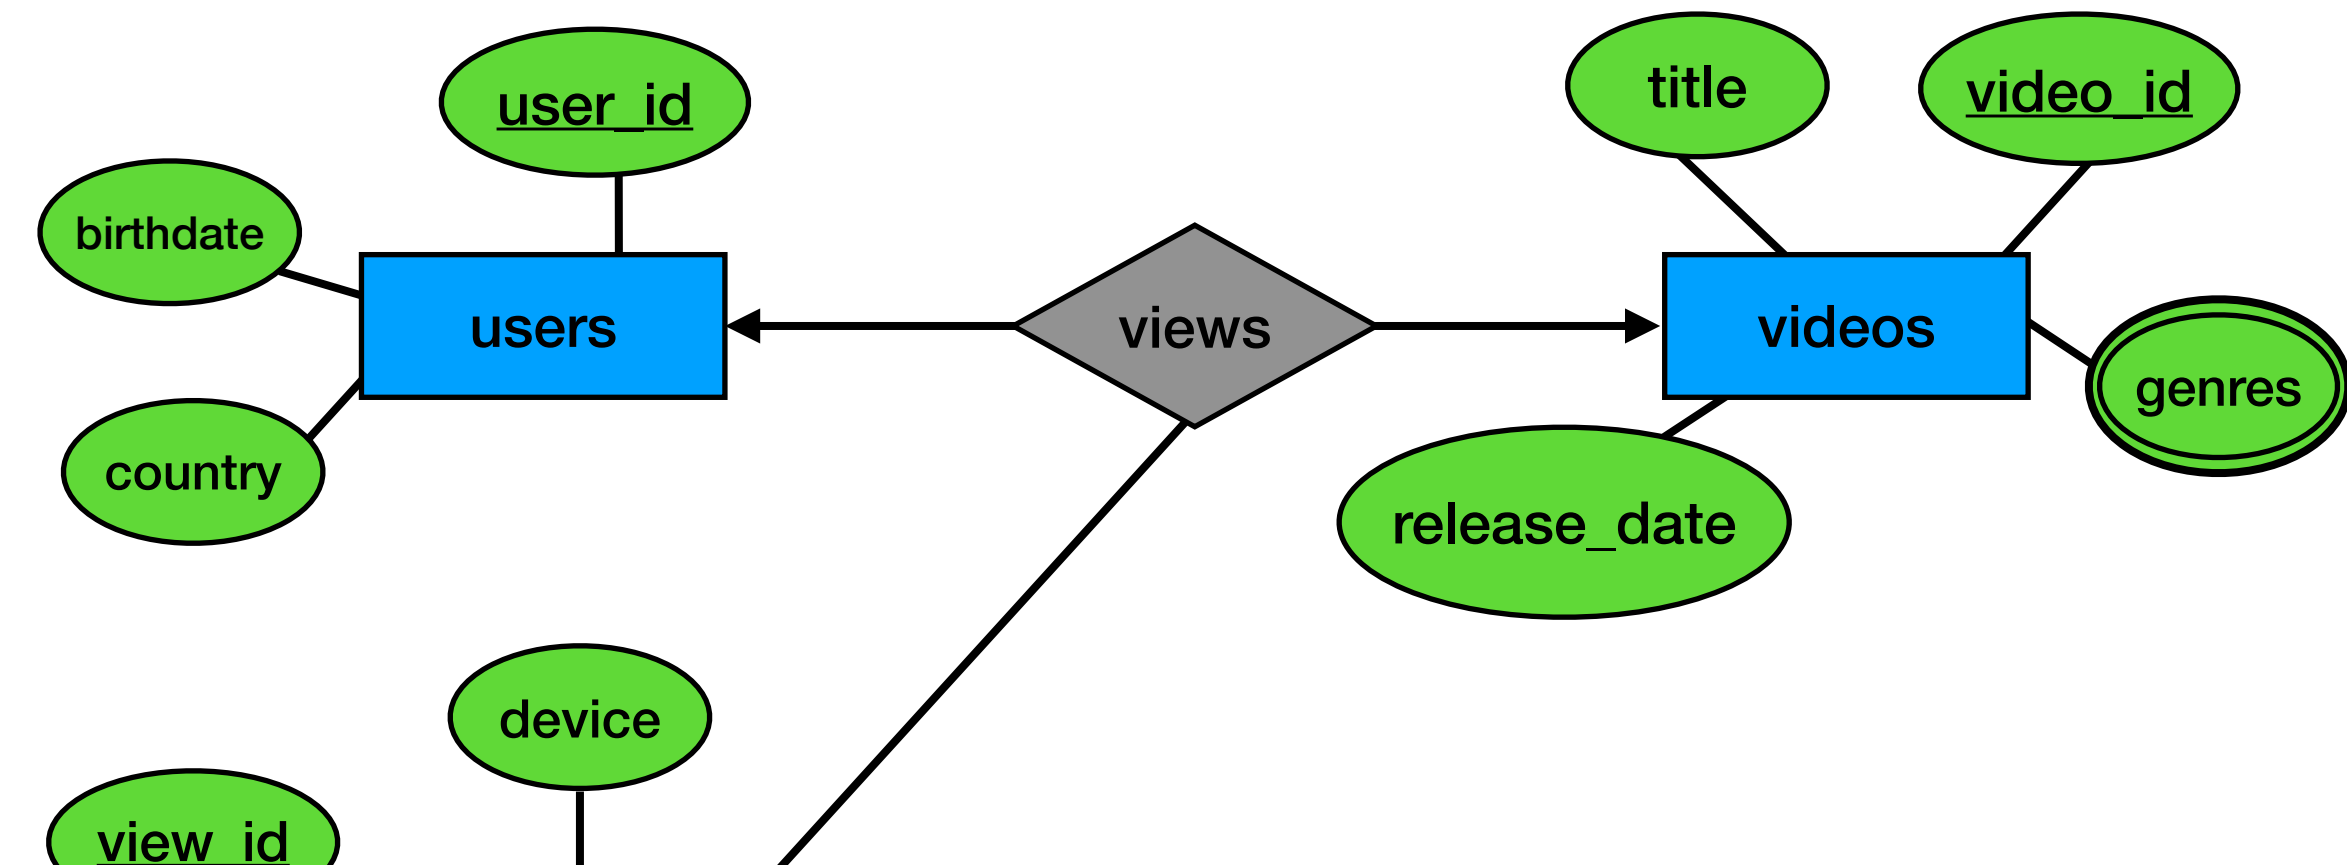 title
video_id
user_id
birthdate
users
views
videos
genres
country
release_date
device
view_id